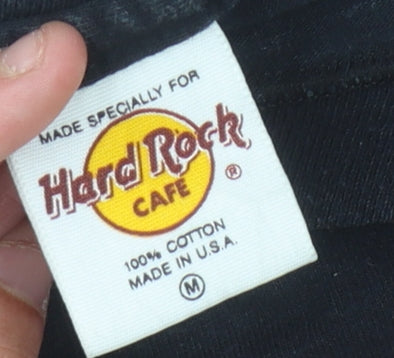 MADE SPECIALLY FOR
Hard Rock
CAFE
®
100% COTTON
MADE IN U.S.A.
M